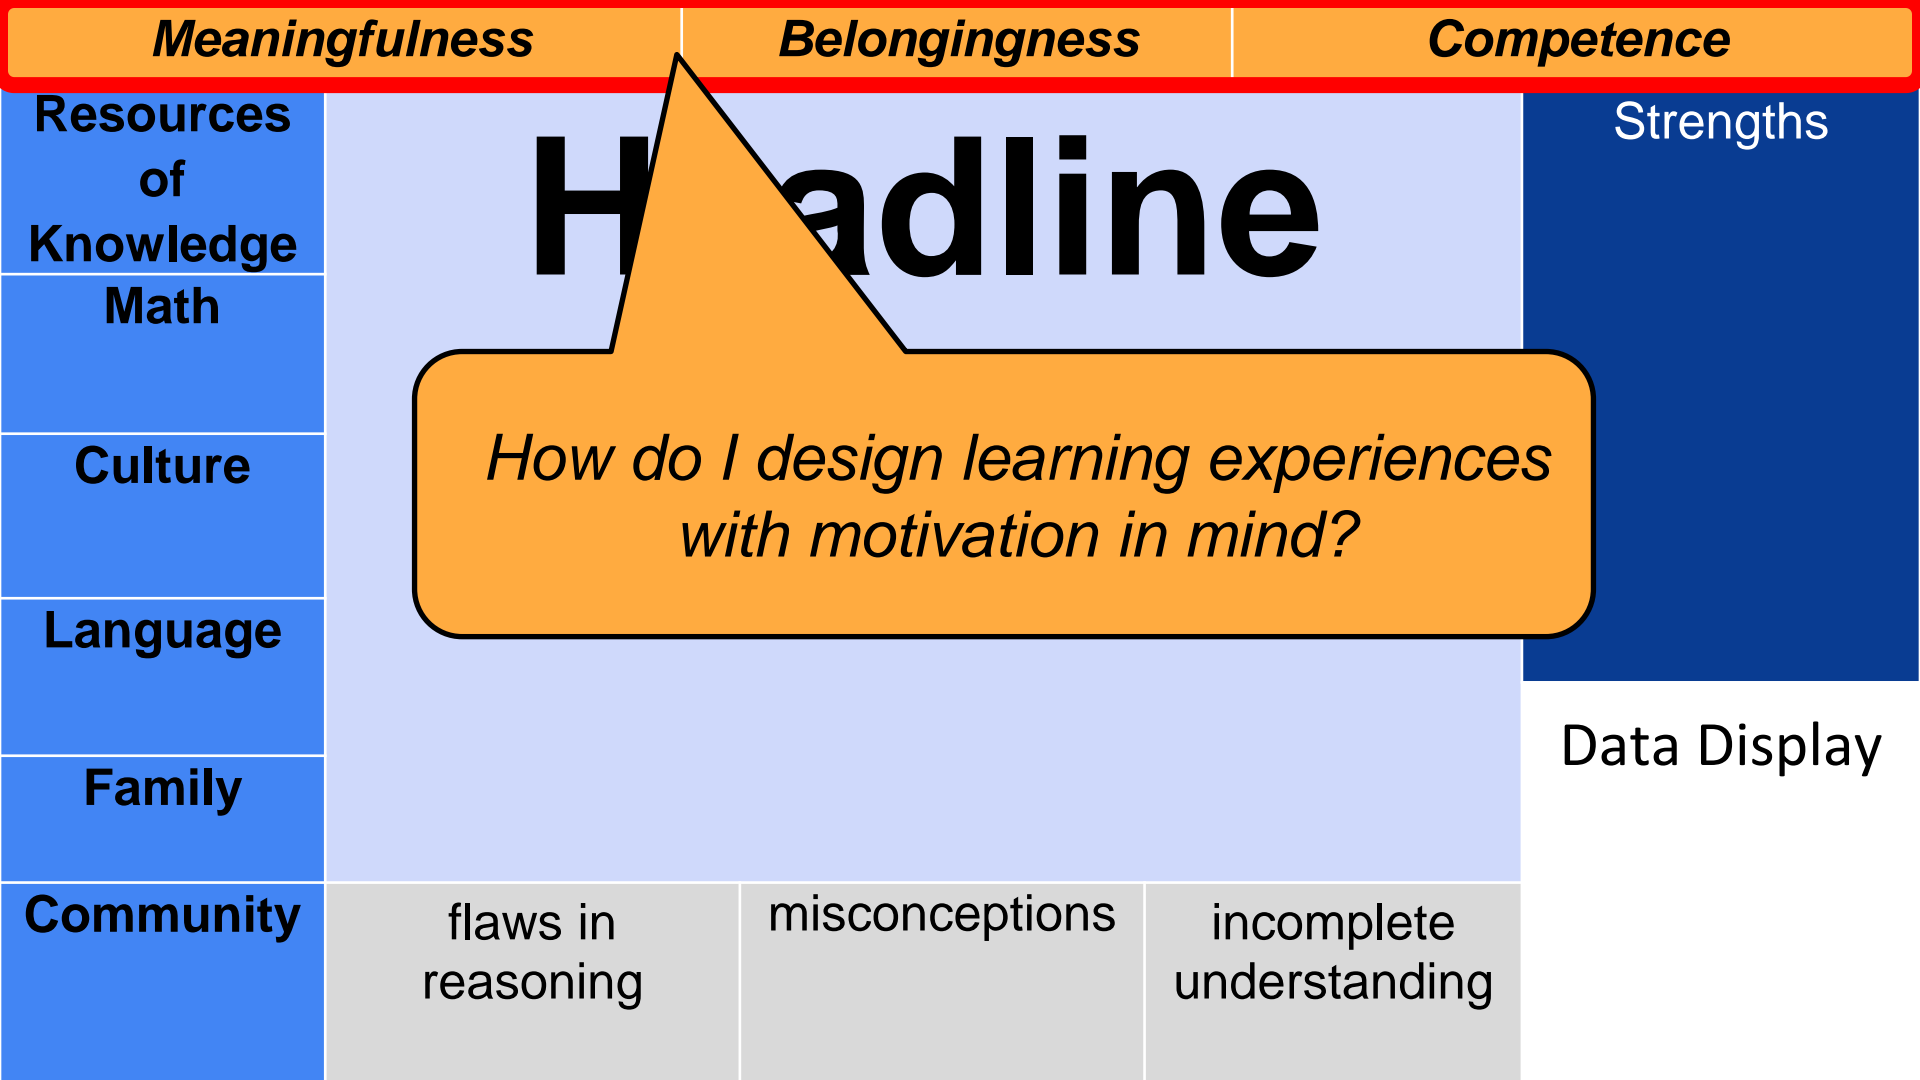 Meaningfulness
Belongingness
Competence
Resources
of
Knowledge
Math
Culture
Language
Family
Community
Headline
How do I design learning experiences
with motivation in mind?
Strengths
Data Display
flaws in
reasoning
misconceptions
incomplete
understanding